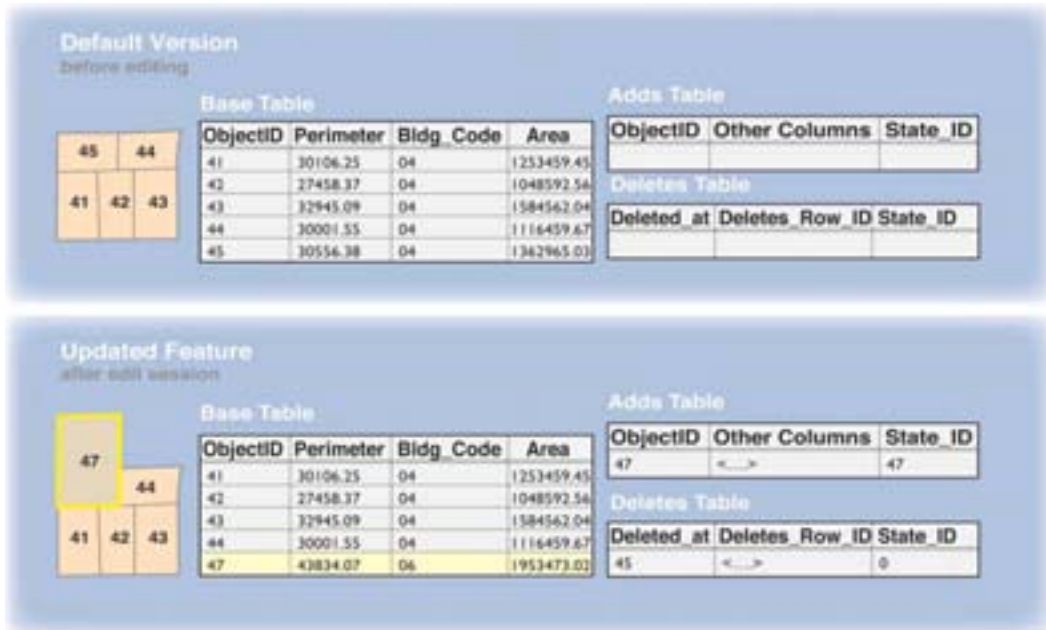 Default Version
before editing
45 44
41 42 43
Base Table
ObjectID Perimeter Bldg_Code Area
41 30106.25 04 1253459.45
42 27458.37 04 1048592.56
43 32945.09 04 1584562.04
44 30001.55 04 1116459.67
45 30556.38 04 1362965.03
Adds Table
ObjectID Other Columns State_ID
Deletes Table
Deleted_at Deletes_Row_ID State_ID
Updated Feature
after edit session
47
44
41 42 43
Base Table
ObjectID Perimeter Bldg_Code Area
41 30106.25 04 1253459.45
42 27458.37 04 1048592.56
43 32945.09 04 1584562.04
44 30001.55 04 1116459.67
47 43834.07 06 1953473.02
Adds Table
ObjectID Other Columns State_ID
47 <...> 47
Deletes Table
Deleted_at Deletes_Row_ID State_ID
45 <...> 0